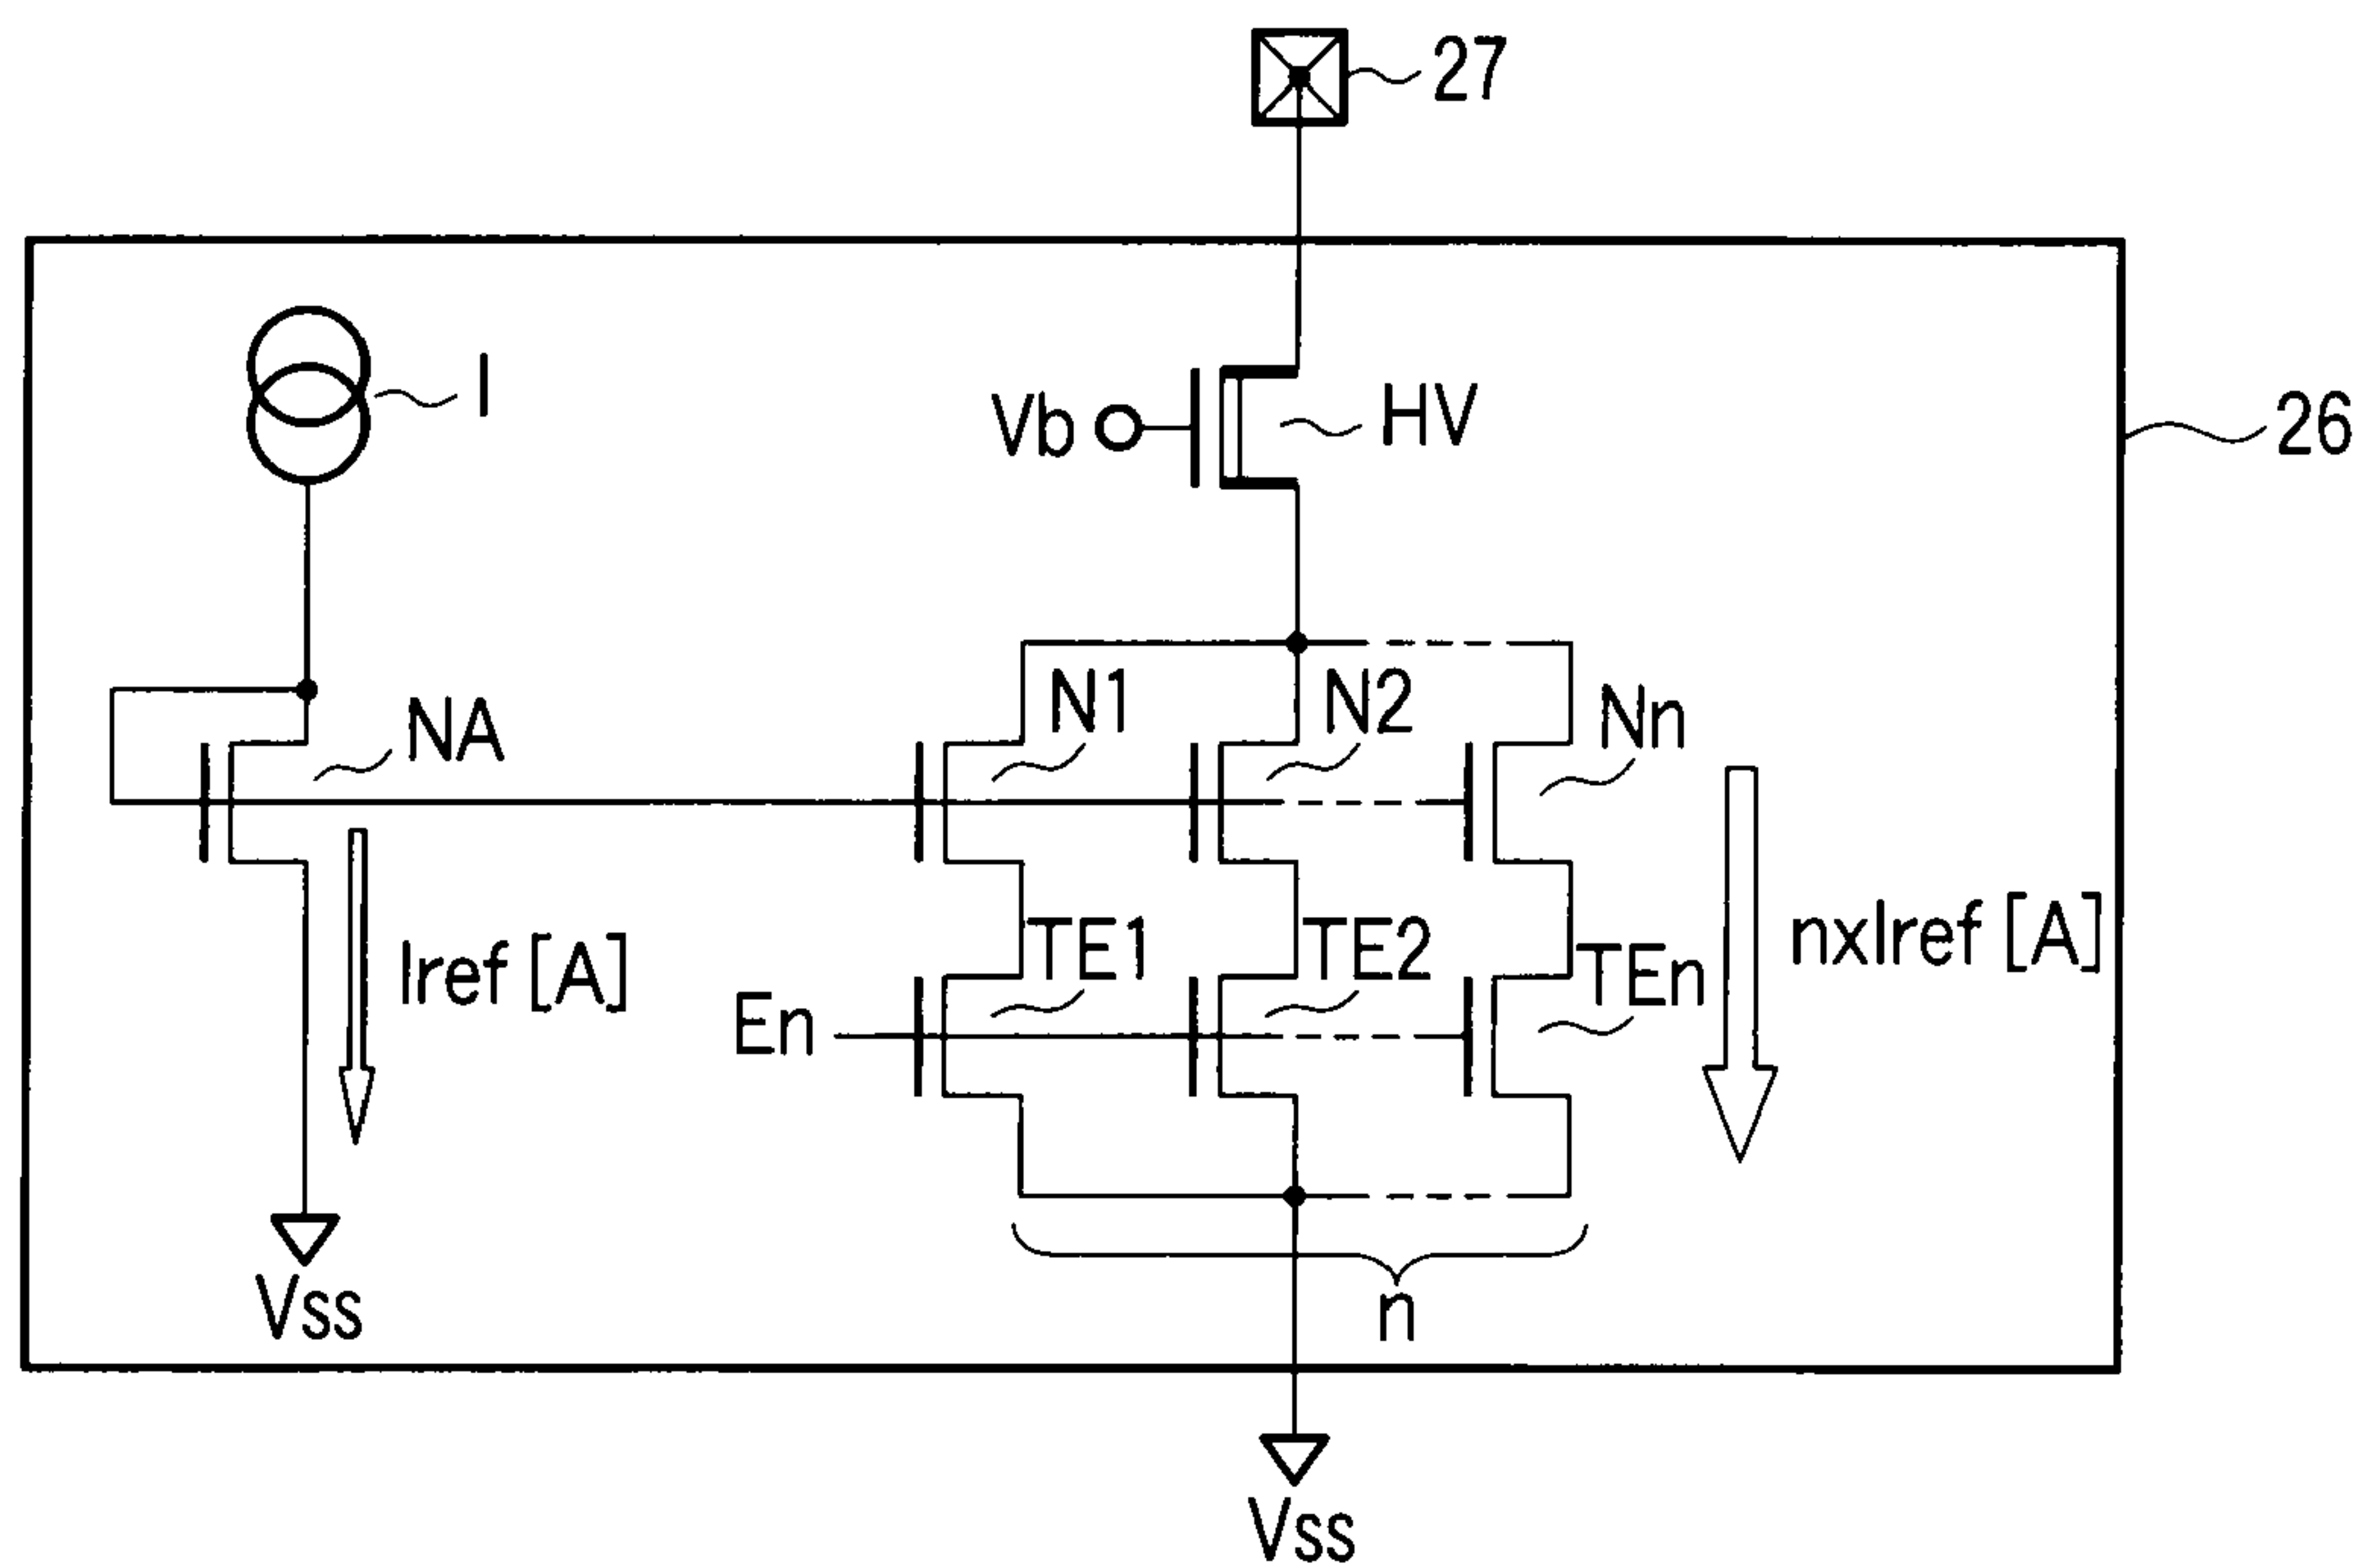 27
I
Vb
HV
26
NA
N1
N2
Nn
Iref [A]
TE1
TE2
TEn
nxIref [A]
En
n
Vss
Vss